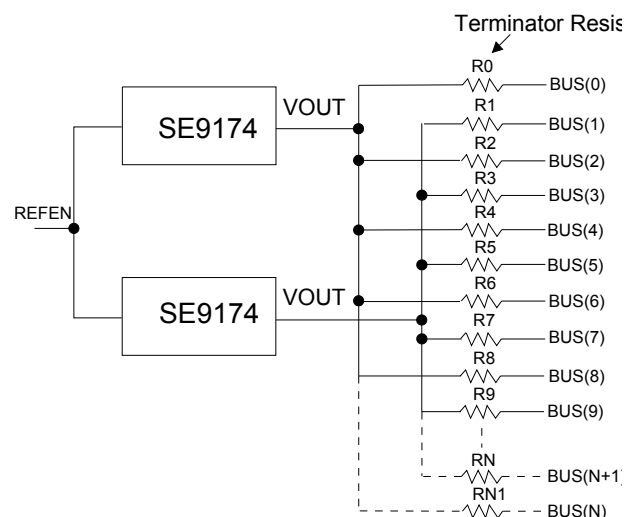 Terminator Resis
R0
BUS(0)
VOUT
R1
SE9174
BUS(1)
R2
BUS(2)
R3
BUS(3)
REFEN
R4
BUS(4)
R5
BUS(5)
VOUT
R6
BUS(6)
SE9174
R7
BUS(7)
R8
BUS(8)
R9
BUS(9)
RN
BUS(N+1)
RN1
BUS(N)